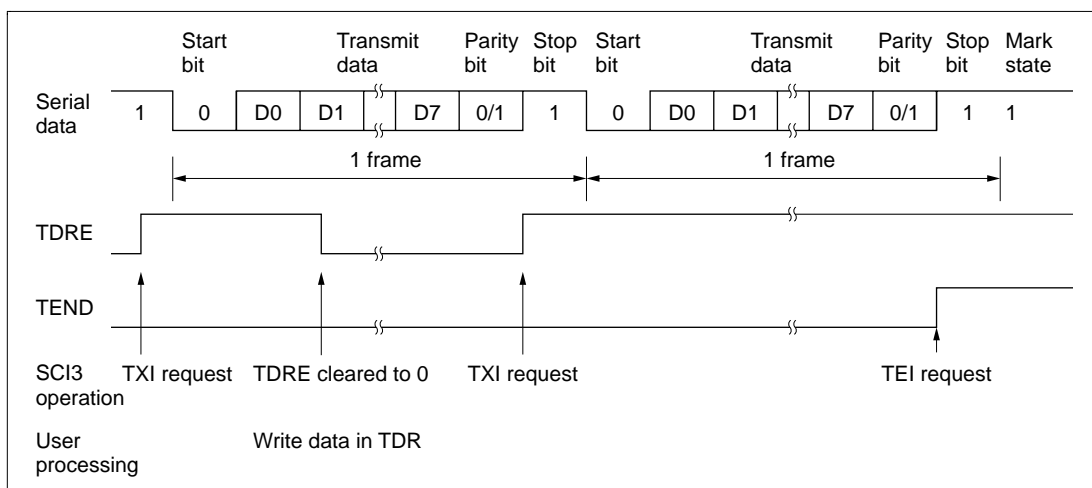 Start bit
Transmit data
Parity bit
Stop bit
Start bit
Transmit data
Parity bit
Stop bit
Mark state
Serial data
1 0 D0 D1 D7 0/1 1 0 D0 D1 D7 0/1 1 1
1 frame 1 frame
TDRE
TEND
SCI3 operation
TXI request TDRE cleared to 0 TXI request TEI request
User processing
Write data in TDR